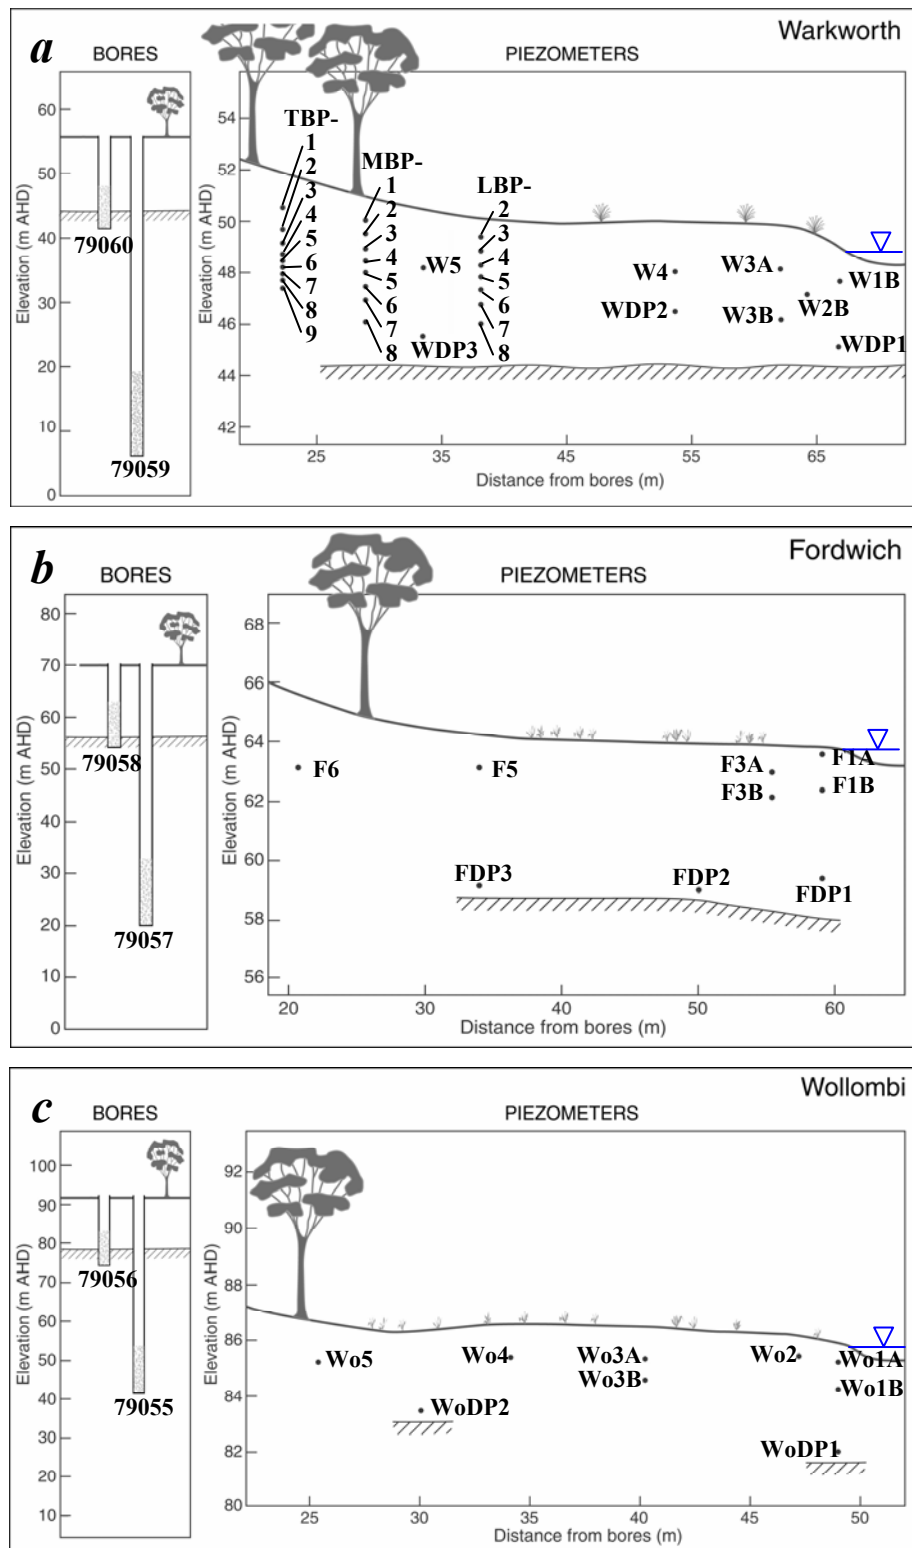 a
Warkworth
BORES
PIEZOMETERS
Elevation (m AHD)
60
50
40
30
20
10
0
79060
79059
Elevation (m AHD)
54
52
50
48
46
44
42
TBP-
1
2
3
4
5
6
7
8
9
MBP-
1
2
3
4
5
6
7
8
LBP-
2
3
4
5
6
7
8
W5
WDP3
W4
WDP2
W3A
W3B
W2B
W1B
WDP1
25
35
45
55
65
Distance from bores (m)
b
Fordwich
BORES
PIEZOMETERS
Elevation (m AHD)
80
70
60
50
40
30
20
10
0
79058
79057
Elevation (m AHD)
68
66
64
62
60
58
56
F6
F5
F3A
F3B
F1A
F1B
FDP3
FDP2
FDP1
20
30
40
50
60
Distance from bores (m)
c
Wollombi
BORES
PIEZOMETERS
Elevation (m AHD)
100
90
80
70
60
50
40
30
20
10
79056
79055
Elevation (m AHD)
92
90
88
86
84
82
80
Wo5
Wo4
Wo3A
Wo3B
Wo2
Wo1A
Wo1B
WoDP2
WoDP1
25
30
35
40
45
50
Distance from bores (m)